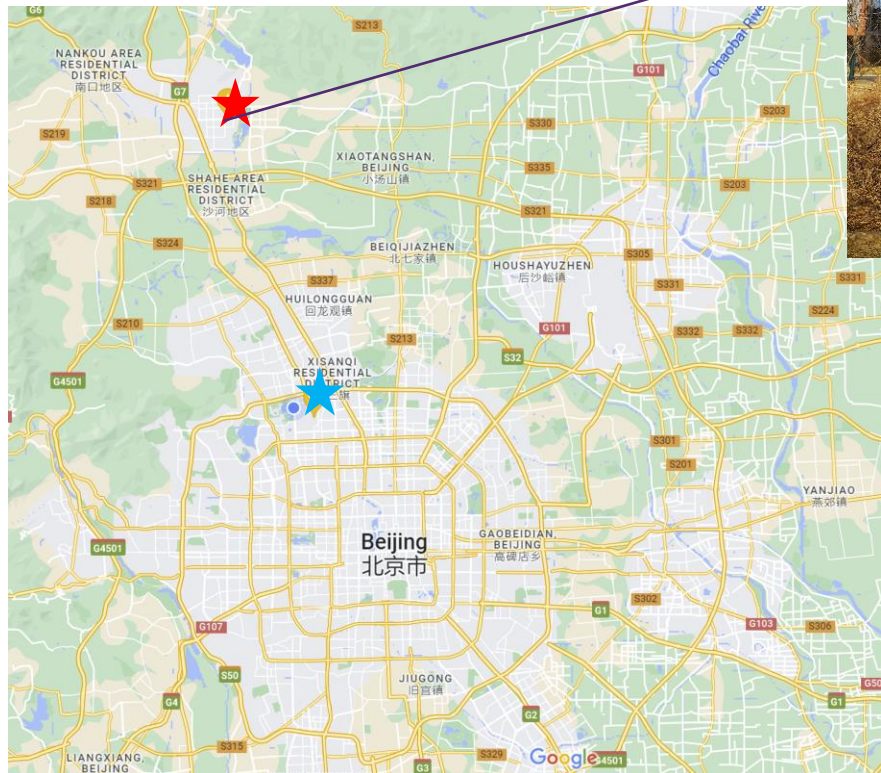 G6
S213
G101
Chaobai River
NANKOU AREA
RESIDENTIAL
DISTRICT
南口地区
G7
S203
S219
S330
XIAOTANGSHAN,
BEIJING
小汤山镇
S335
SHAHE AREA
RESIDENTIAL
DISTRICT
沙河地区
S321
S203
S218
S321
S324
BEIQIJIAZHEN
北七家镇
S305
HOUSHAYUZHEN
后沙峪镇
S337
S331
S331
HUILONGGUAN
回龙观镇
S224
S210
G101
S332
S332
S213
S32
XISANQI
RESIDENTIAL
DISTRICT
旗
G4501
S301
S201
YANJIAO
燕郊镇
GAOBEIDIAN,
BEIJING
高碑店乡
Beijing
北京市
G4501
S302
G1
G107
G103
S306
JIUGONG
旧宫镇
S50
G50
G4
G1
G2
S315
S329
Google
G4501
LIANGXIANG,
BEIJING
G3